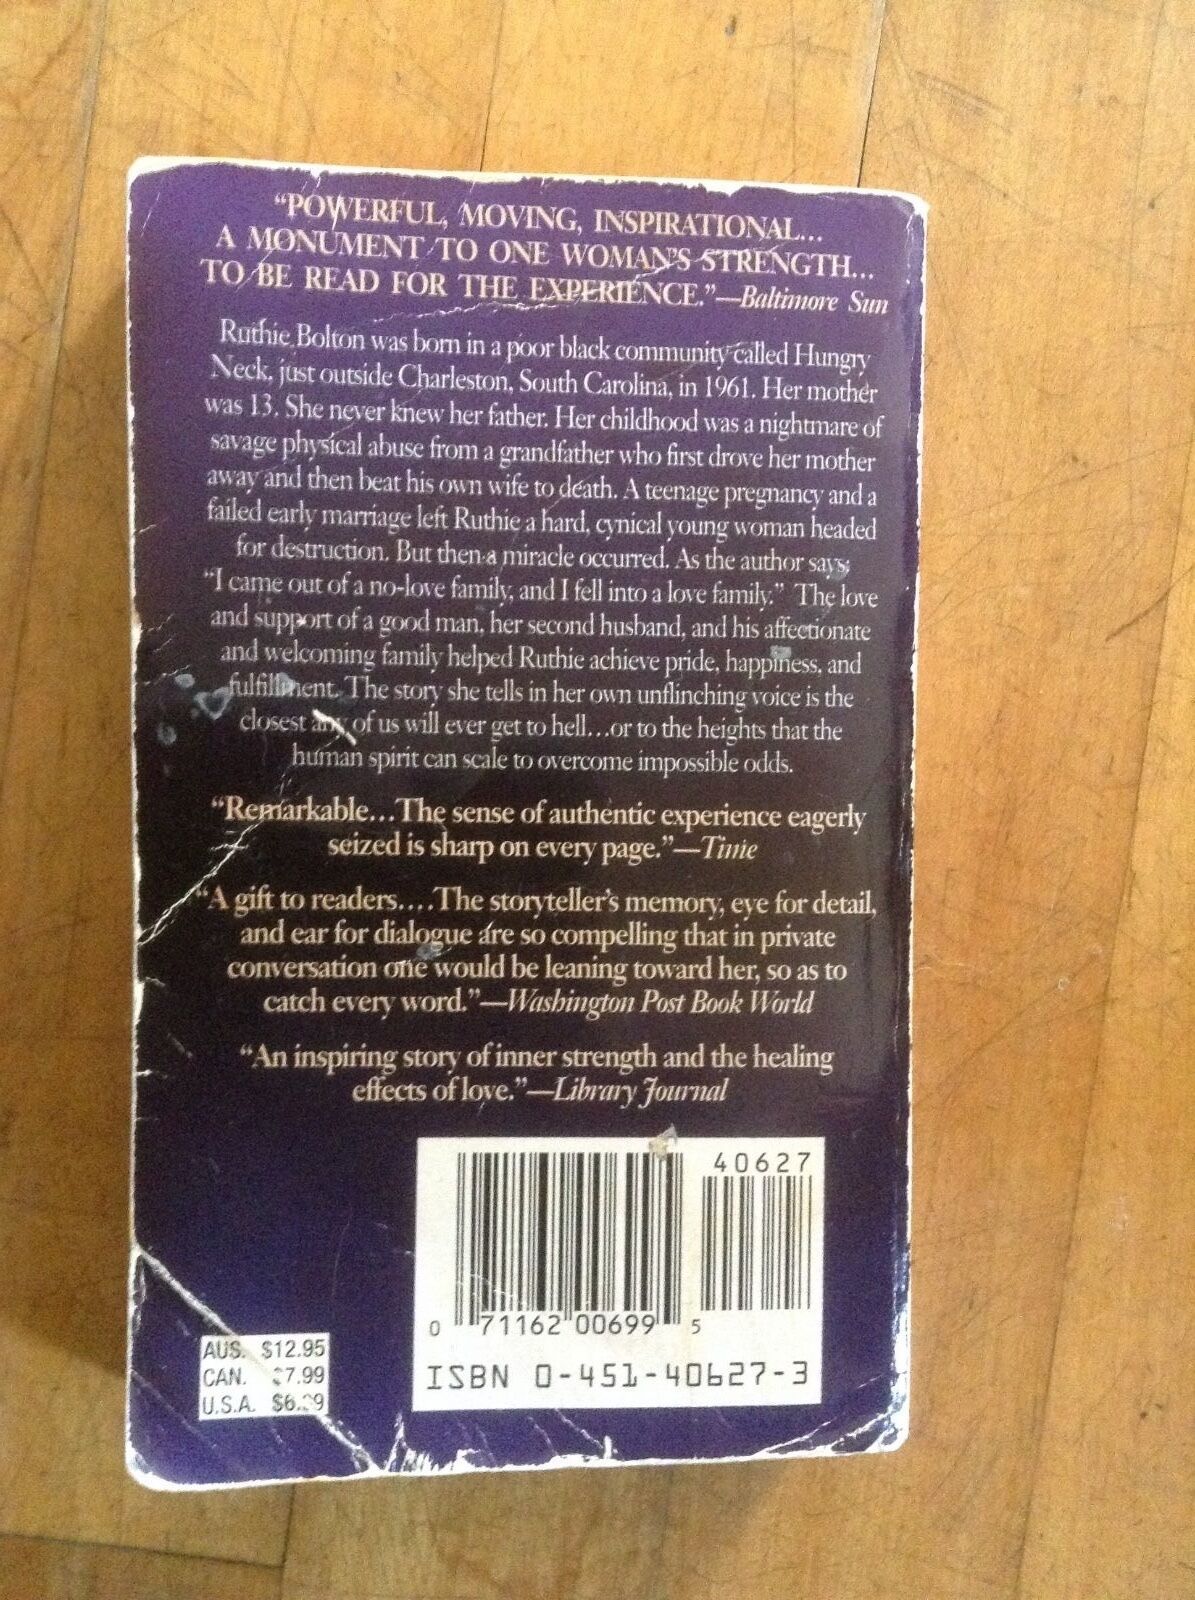 “POWERFUL, MOVING, INSPIRATIONAL...
A MONUMENT TO ONE WOMAN'S STRENGTH...
TO BE READ FOR THE EXPERIENCE.”—Baltimore Sun
Ruthie Bolton was born in a poor black community called Hungry
Neck, just outside Charleston, South Carolina, in 1961. Her mother
was 13. She never knew her father. Her childhood was a nightmare of
savage physical abuse from a grandfather who first drove her mother
away and then beat his own wife to death. A teenage pregnancy and a
failed early marriage left Ruthie a hard, cynical young woman headed
for destruction. But then a miracle occurred. As the author says:
“I came out of a no-love family, and I fell into a love family.” The love
and support of a good man, her second husband, and his affectionate
and welcoming family helped Ruthie achieve pride, happiness, and
fulfillment. The story she tells in her own unflinching voice is the
closest any of us will ever get to hell...or to the heights that the
human spirit can scale to overcome impossible odds.
“Remarkable...The sense of authentic experience eagerly
seized is sharp on every page.”—Time
“A gift to readers....The storyteller's memory, eye for detail,
and ear for dialogue are so compelling that in private
conversation one would be leaning toward her, so as to
catch every word.”—Washington Post Book World
“An inspiring story of inner strength and the healing
effects of love.”—Library Journal
40627
0 71162 00699 5
ISBN 0-451-40627-3
AUS. $12.95
CAN. $7.99
U.S.A.